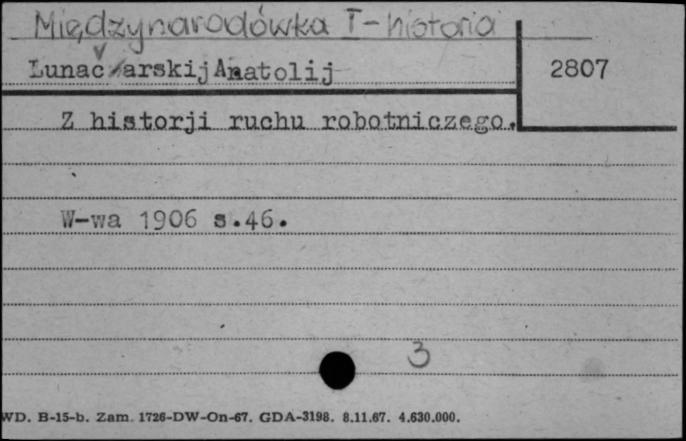 Międzynarodówka I - historia
Lunačarskij Anatolij
2807
Z historji ruchu robotniczego.
W-wa 1906 s.46.
3
WD. B-15-b. Zam. 1726-DW-On-67. GDA-3198. 8.11.67. 4.630.000.